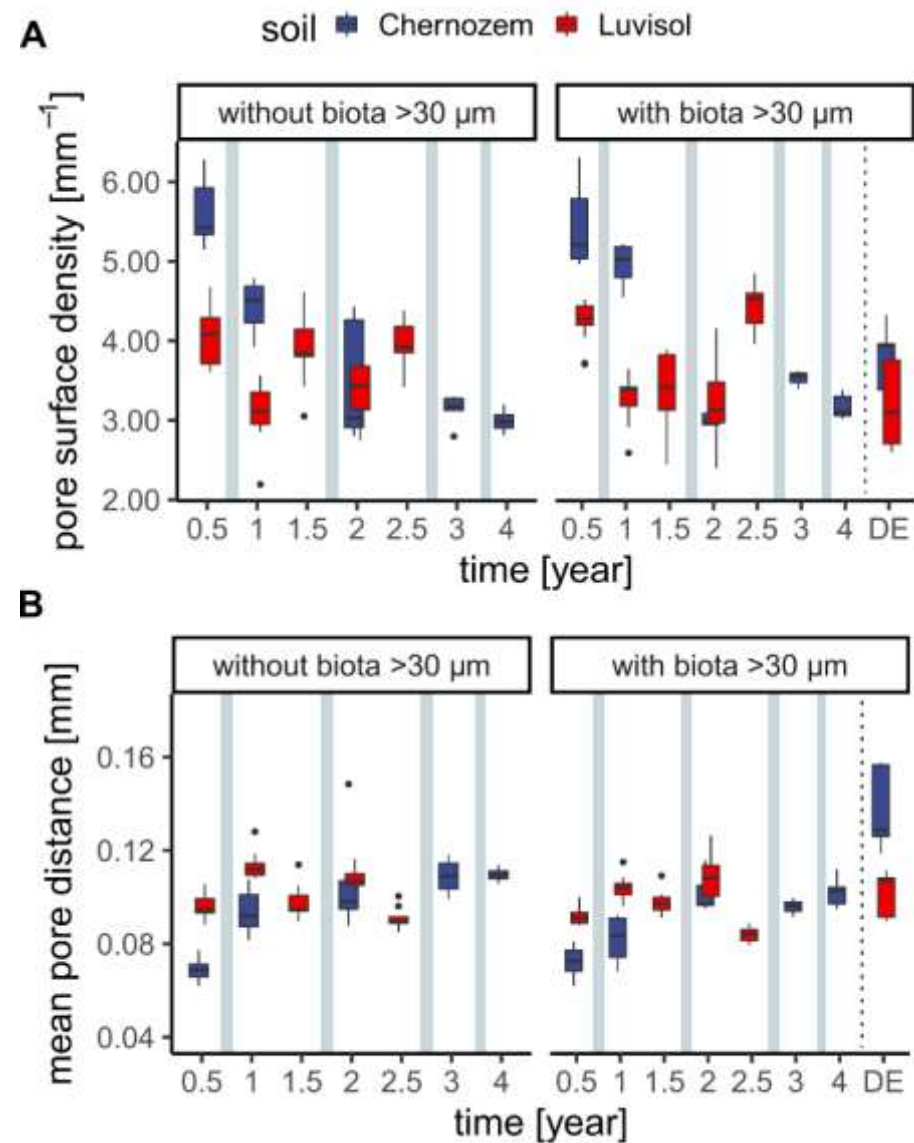 A
soil Chernozem Luvisol
without biota >30 µm with biota >30 µm
pore surface density [mm⁻¹]
6.00
5.00
4.00
3.00
2.00
0.5 1 1.5 2 2.5 3 4 0.5 1 1.5 2 2.5 3 4 DE
time [year]
B
without biota >30 µm with biota >30 µm
mean pore distance [mm]
0.16
0.12
0.08
0.04
0.5 1 1.5 2 2.5 3 4 0.5 1 1.5 2 2.5 3 4 DE
time [year]